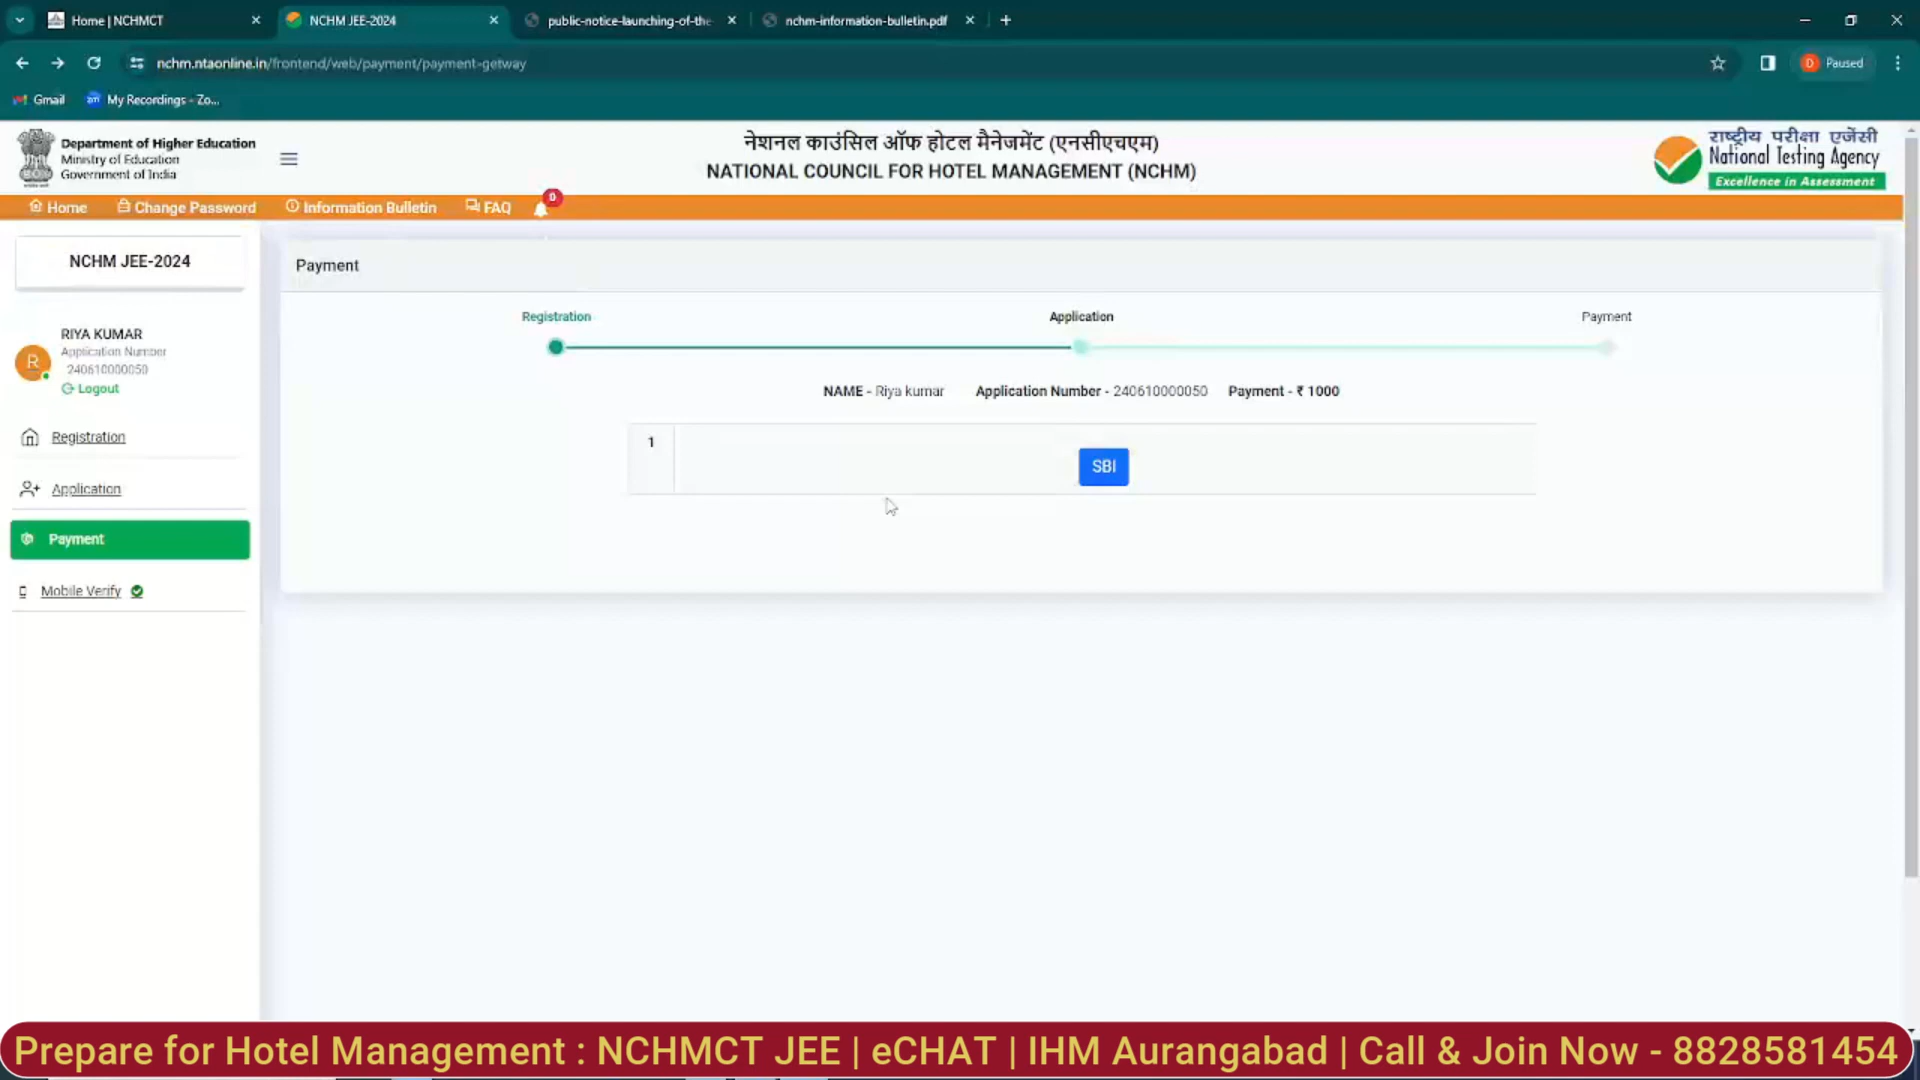 Home | NCHMCT
NCHM JEE-2024
public-notice-launching-of-the
nchm-information-bulletin.pdf
nchm.ntaonline.in/frontend/web/payment/payment-getway
D Paused
Gmail
My Recordings - Zo...
Department of Higher Education
Ministry of Education
Government of India
नेशनल काउंसिल ऑफ होटल मैनेजमेंट (एनसीएचएम)
NATIONAL COUNCIL FOR HOTEL MANAGEMENT (NCHM)
राष्ट्रीय परीक्षा एजेंसी
National Testing Agency
Excellence in Assessment
Home
Change Password
Information Bulletin
FAQ
0
NCHM JEE-2024
R
RIYA KUMAR
Application Number
240610000050
Logout
Registration
Application
Payment
Mobile Verify
Payment
Registration
Application
Payment
NAME - Riya kumar Application Number - 240610000050 Payment - ₹ 1000
1
SBI
Prepare for Hotel Management : NCHMCT JEE | eCHAT | IHM Aurangabad | Call & Join Now - 8828581454